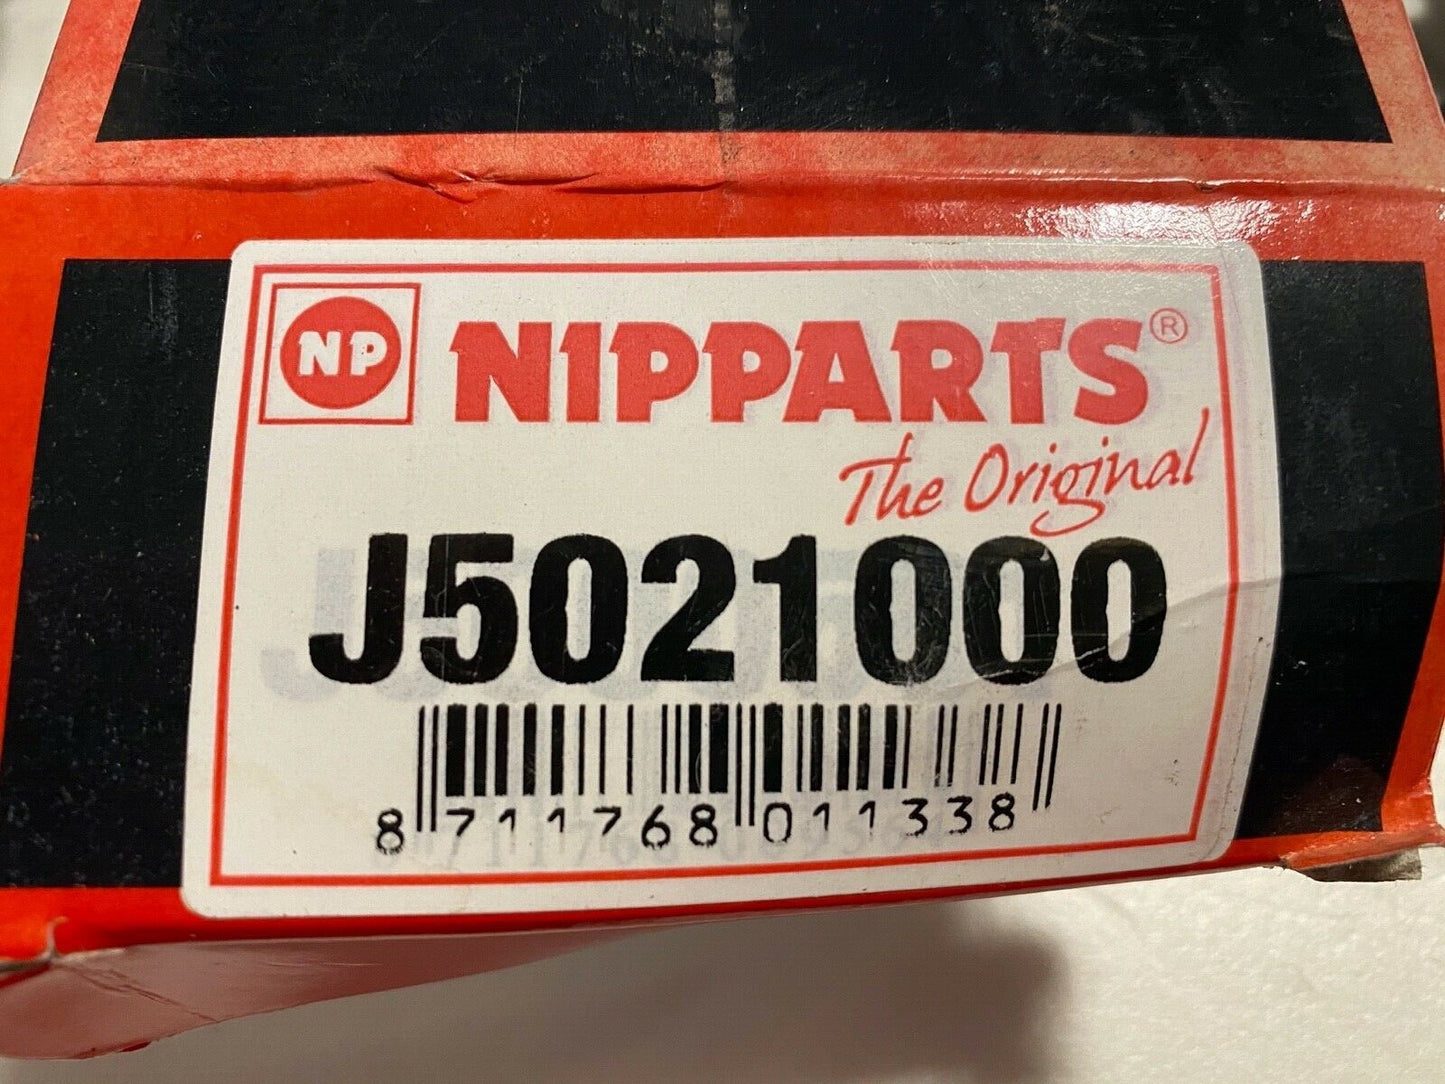 NP NIPPARTS®
The Original
J5021000
8 711768 011338